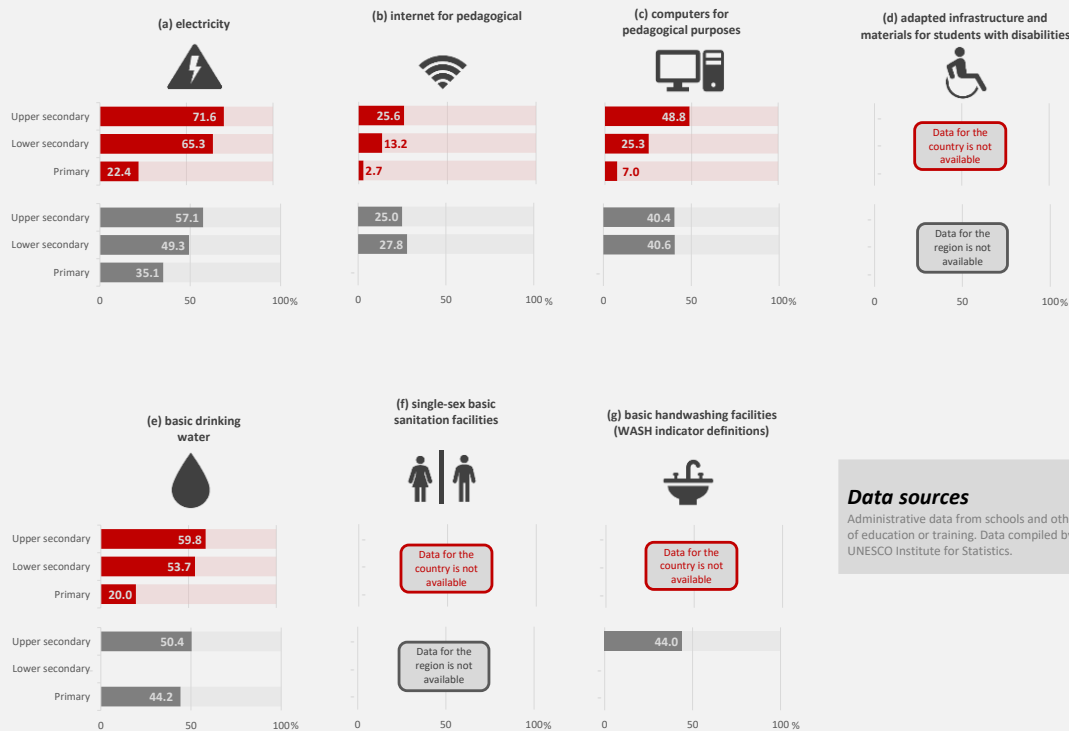 (a) electricity
(b) internet for pedagogical
(c) computers for
pedagogical purposes
(d) adapted infrastructure and
materials for students with disabilities
Upper secondary 71.6
Lower secondary 65.3
Primary 22.4
25.6
13.2
2.7
48.8
25.3
7.0
Data for the
country is not
available
Upper secondary 57.1
Lower secondary 49.3
Primary 35.1
25.0
27.8
40.4
40.6
Data for the
region is not
available
0 50 100%
0 50 100 %
0 50 100 %
0 50 100 %
(e) basic drinking
water
(f) single-sex basic
sanitation facilities
(g) basic handwashing facilities
(WASH indicator definitions)
Upper secondary 59.8
Lower secondary 53.7
Primary 20.0
Data for the
country is not
available
Data for the
country is not
available
Upper secondary 50.4
Lower secondary
Primary 44.2
Data for the
region is not
available
44.0
0 50 100%
0 50 100 %
0 50 100 %
Data sources
Administrative data from schools and
of education or training. Data compiled
UNESCO Institute for Statistics.